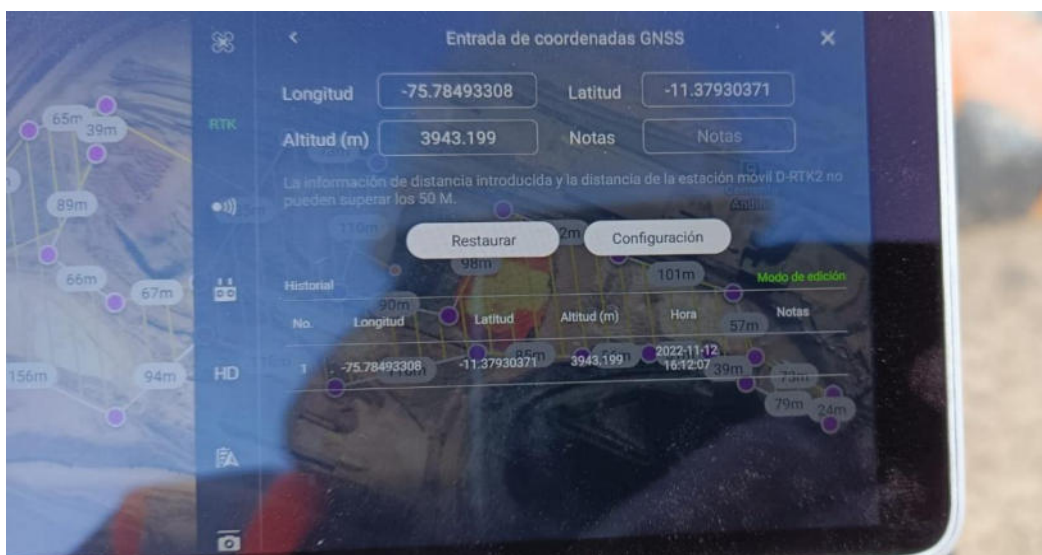 Entrada de coordenadas GNSS
Longitud -75.78493308 Latitud -11.37930371
RTK
Altitud (m) 3943.199 Notas Notas
La información de distancia introducida y la distancia de la estación móvil D-RTK2 no
pueden superar los 50 M.
Restaurar Configuración
Historial Modo de edición
No. Longitud Latitud Altitud (m) Hora Notas
1 -75.78493308 -11.37930371 3943.199 2022-11-12
16:12:07
HD
65m
39m
89m
66m
67m
156m
94m
98m
101m
90m
57m
39m
73m
79m
24m